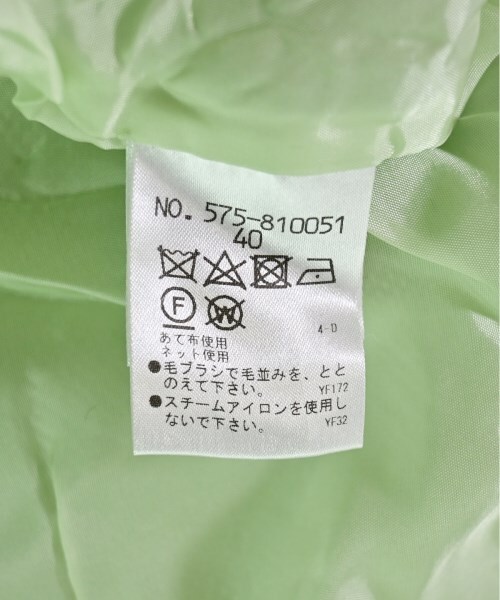 NO. 575-810051
40
F W
4-D
あて布使用
ネット使用
●毛ブラシで毛並みを、とと
のえて下さい。 YF172
●スチームアイロンを使用し
ないで下さい。 YF32